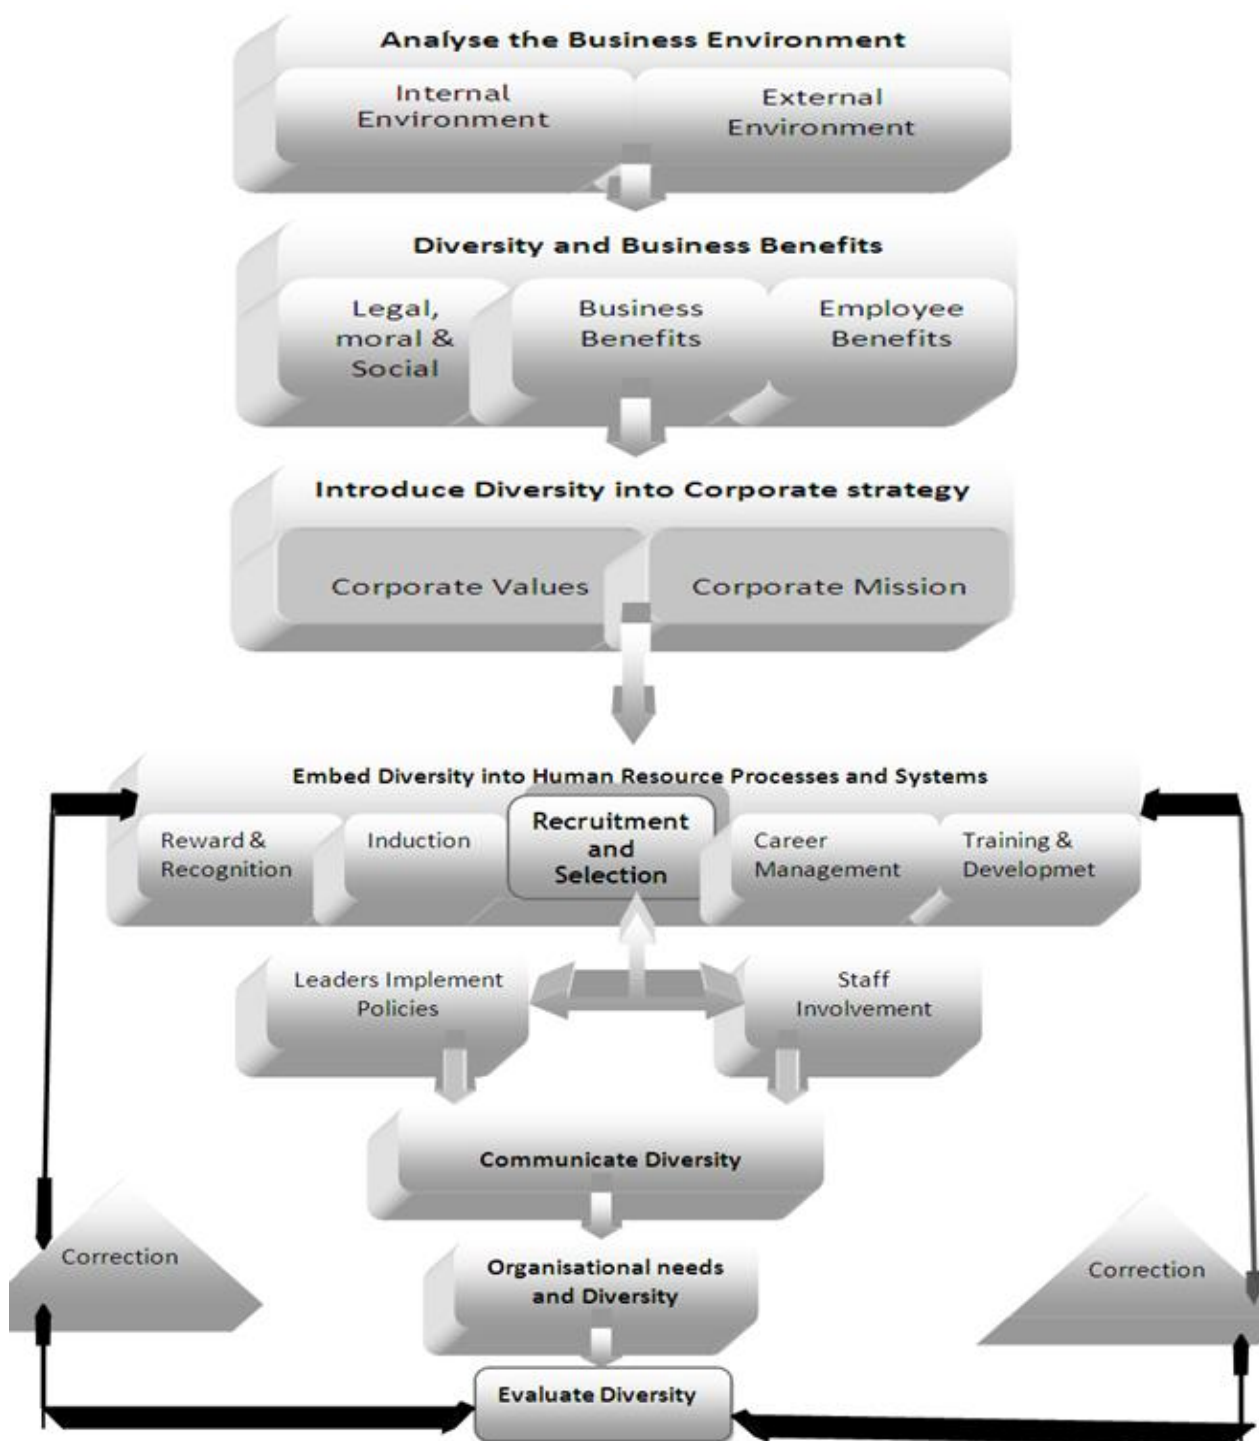 Analyse the Business Environment
Internal
Environment
External
Environment
Diversity and Business Benefits
Legal,
moral &
Social
Business
Benefits
Employee
Benefits
Introduce Diversity into Corporate strategy
Corporate Values
Corporate Mission
Embed Diversity into Human Resource Processes and Systems
Reward &
Recognition
Induction
Recruitment
and
Selection
Career
Management
Training &
Developmet
Leaders Implement
Policies
Staff
Involvement
Communicate Diversity
Correction
Organisational needs
and Diversity
Correction
Evaluate Diversity